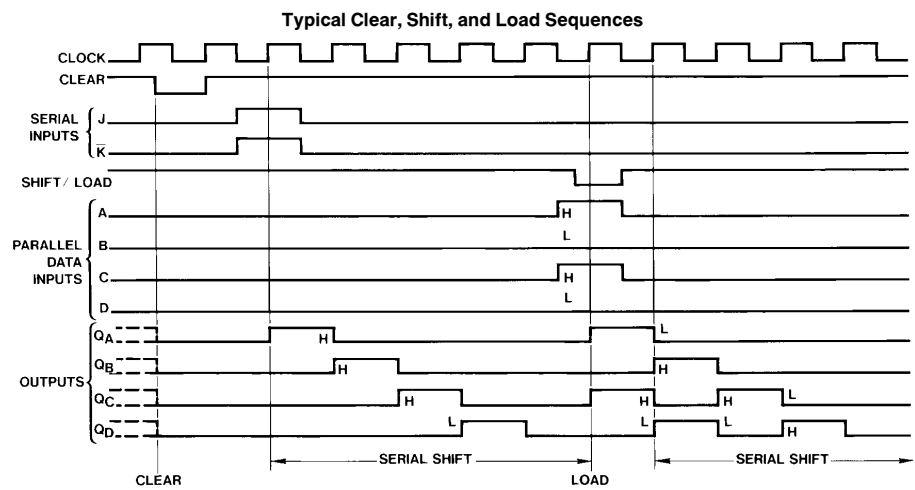 Typical Clear, Shift, and Load Sequences
CLOCK
CLEAR
SERIAL INPUTS
J
K̅
SHIFT/ LOAD
PARALLEL DATA INPUTS
A
H
B
L
C
H
D
L
OUTPUTS
QA
H
L
QB
H
H
QC
H
H
H
L
QD
L
L
L
H
SERIAL SHIFT
SERIAL SHIFT
CLEAR
LOAD